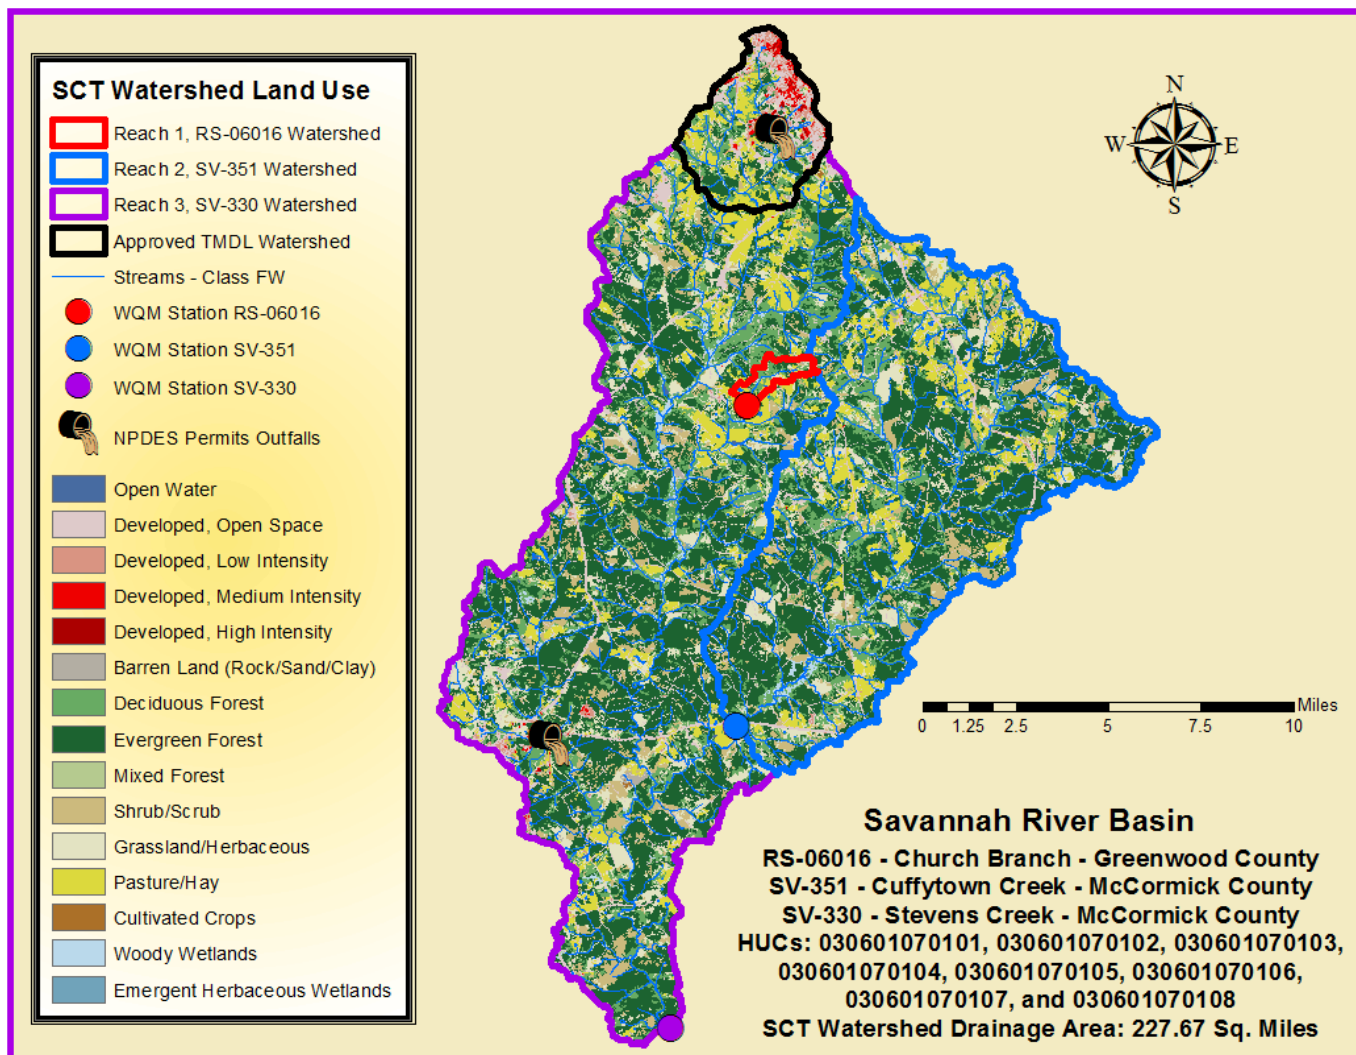 SCT Watershed Land Use
Reach 1, RS-06016 Watershed
Reach 2, SV-351 Watershed
Reach 3, SV-330 Watershed
Approved TMDL Watershed
Streams - Class FW
WQM Station RS-06016
WQM Station SV-351
WQM Station SV-330
NPDES Permits Outfalls
Open Water
Developed, Open Space
Developed, Low Intensity
Developed, Medium Intensity
Developed, High Intensity
Barren Land (Rock/Sand/Clay)
Deciduous Forest
Evergreen Forest
Mixed Forest
Shrub/Scrub
Grassland/Herbaceous
Pasture/Hay
Cultivated Crops
Woody Wetlands
Emergent Herbaceous Wetlands
N
W E
S
Miles
0 1.25 2.5 5 7.5 10
Savannah River Basin
RS-06016 - Church Branch - Greenwood County
SV-351 - Cuffytown Creek - McCormick County
SV-330 - Stevens Creek - McCormick County
HUCs: 030601070101, 030601070102, 030601070103,
030601070104, 030601070105, 030601070106,
030601070107, and 030601070108
SCT Watershed Drainage Area: 227.67 Sq. Miles